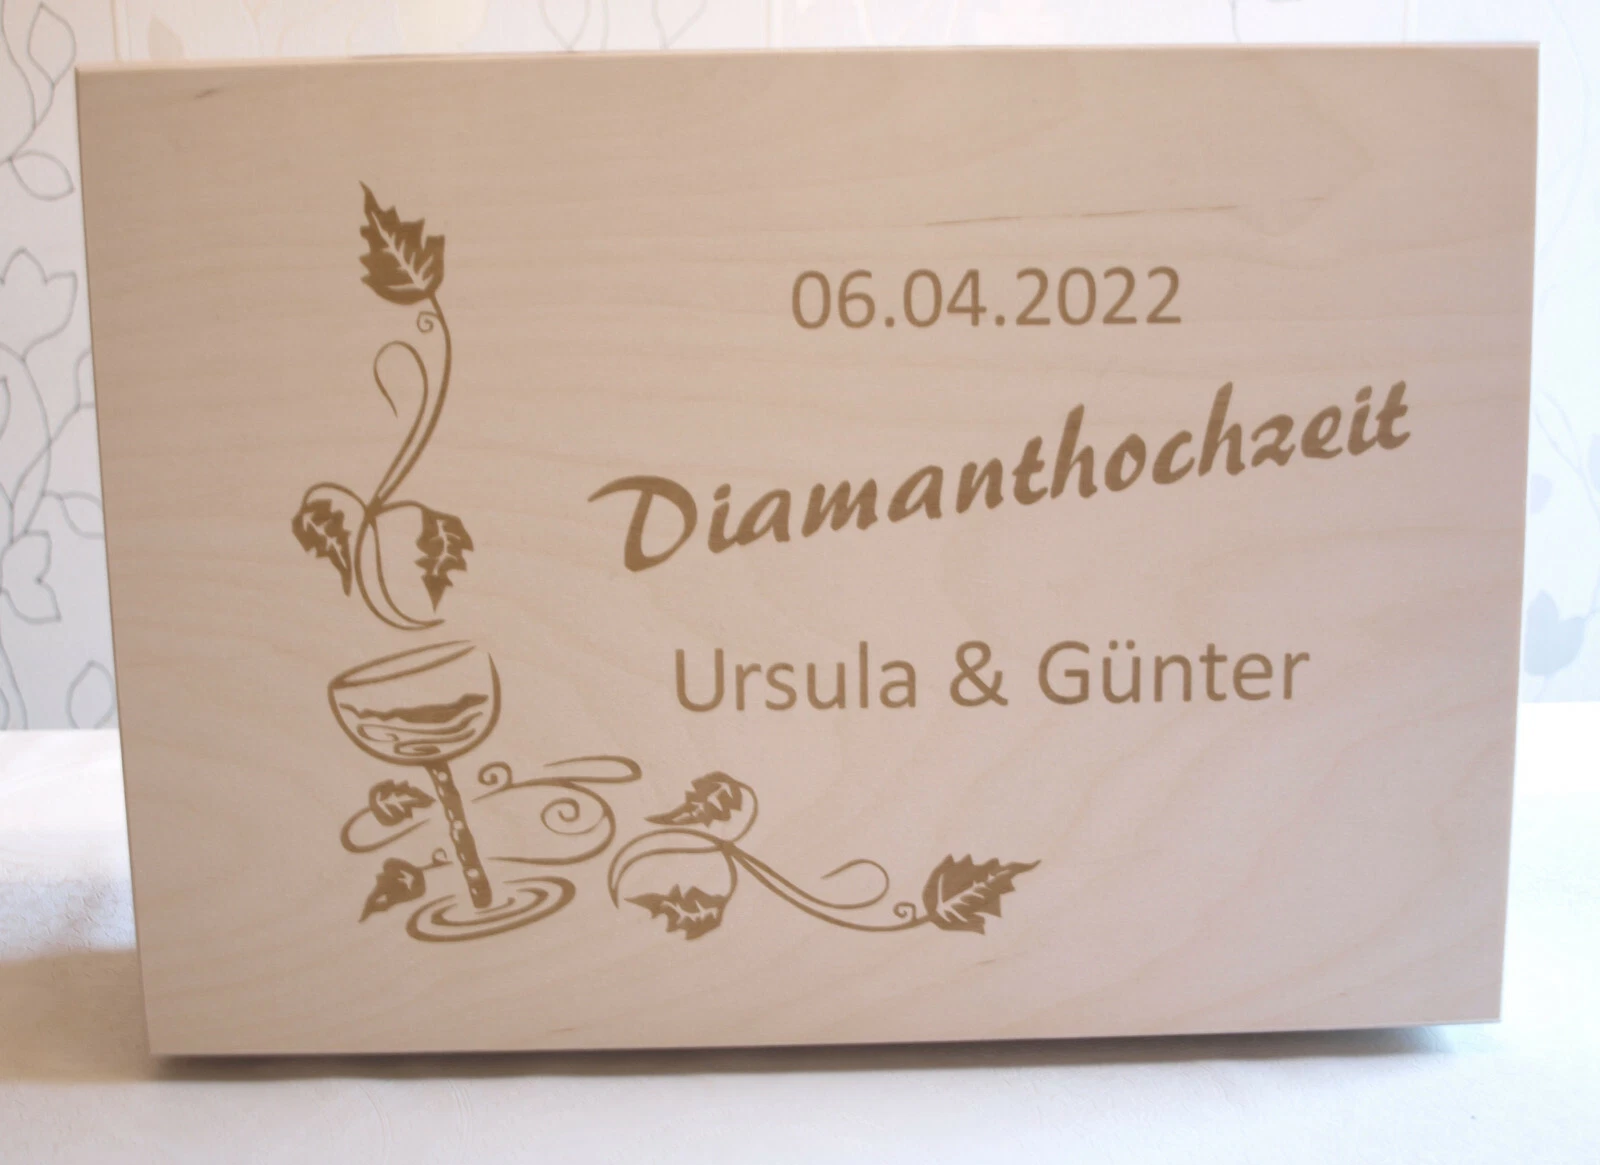 06.04.2022
Diamanthochzeit
Ursula & Günter